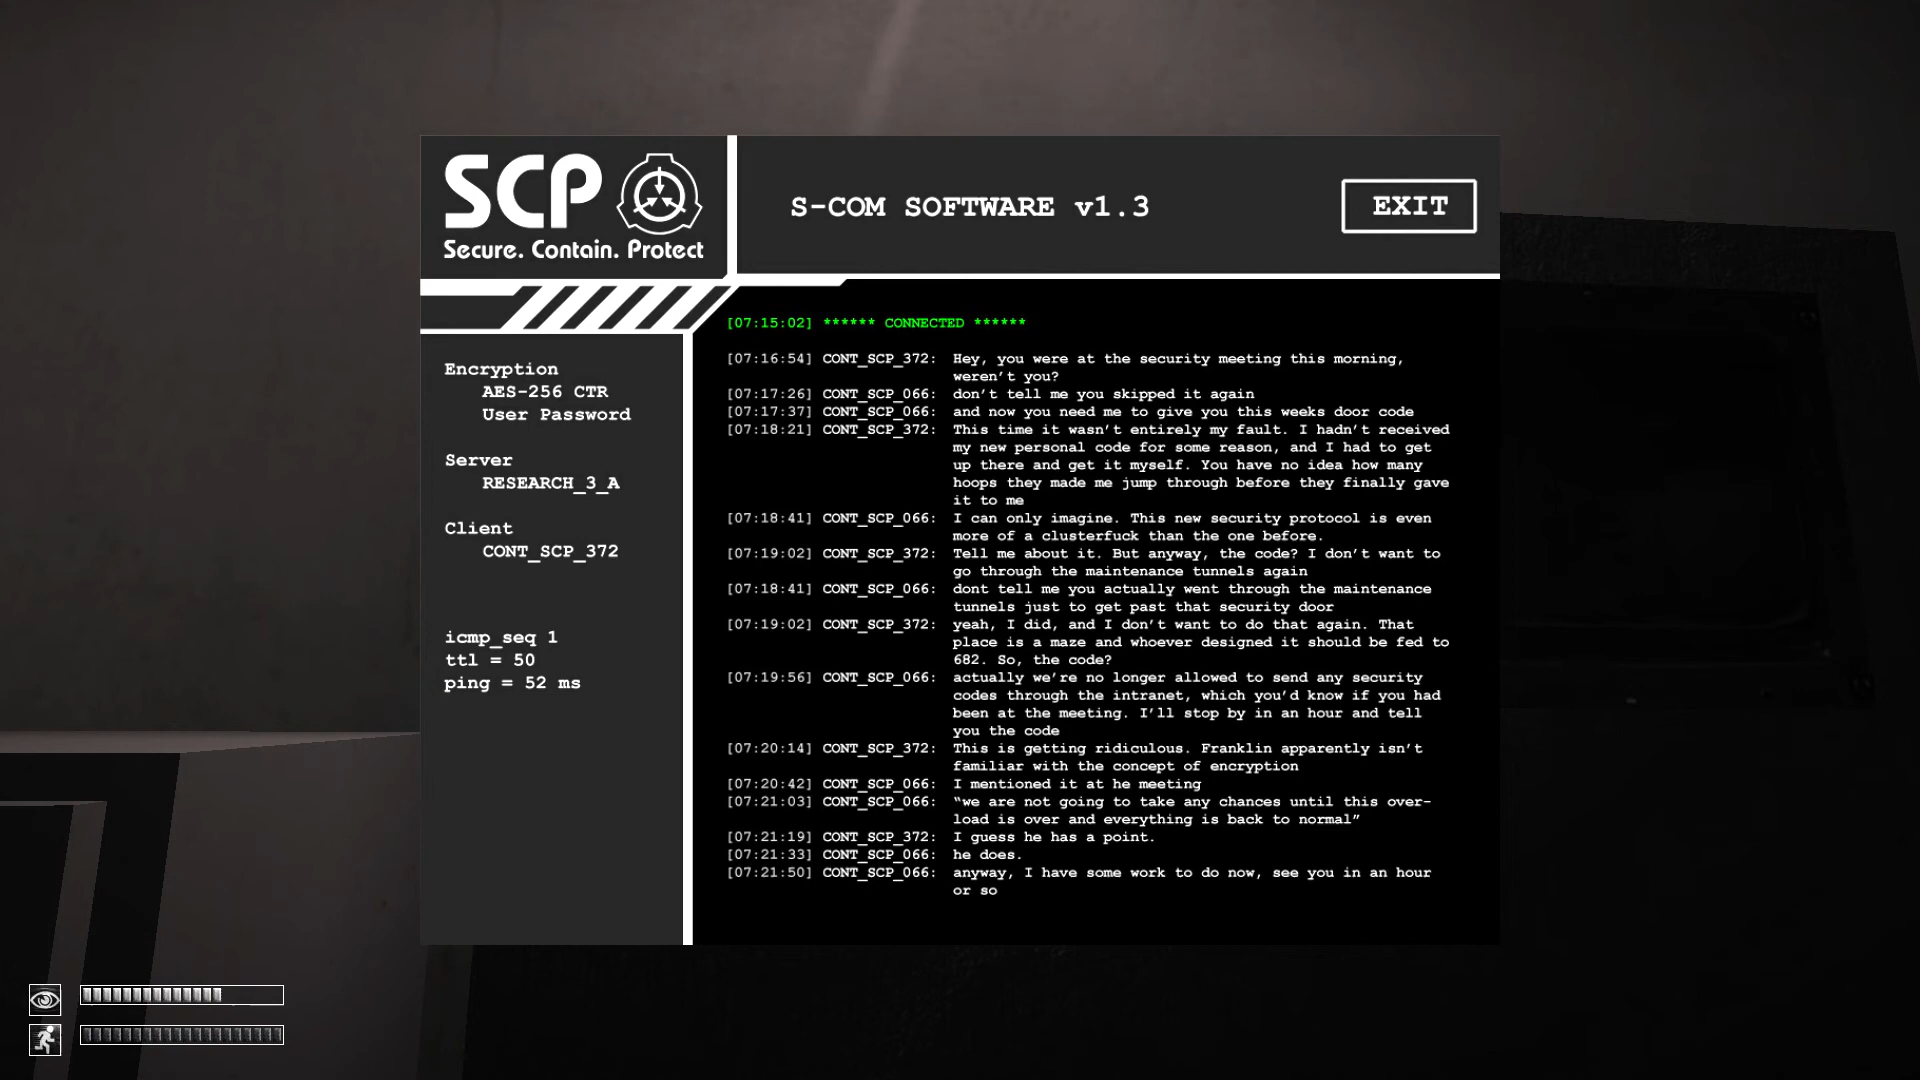 SCP
Secure. Contain. Protect
S-COM SOFTWARE v1.3
EXIT
Encryption
AES-256 CTR
User Password
Server
RESEARCH_3_A
Client
CONT_SCP_372
icmp_seq 1
ttl = 50
ping = 52 ms
[07:15:02] ****** CONNECTED ******
[07:16:54] CONT_SCP_372: Hey, you were at the security meeting this morning,
weren't you?
[07:17:26] CONT_SCP_066: don't tell me you skipped it again
[07:17:37] CONT_SCP_066: and now you need me to give you this weeks door code
[07:18:21] CONT_SCP_372: This time it wasn't entirely my fault. I hadn't received
my new personal code for some reason, and I had to get
up there and get it myself. You have no idea how many
hoops they made me jump through before they finally gave
it to me
[07:18:41] CONT_SCP_066: I can only imagine. This new security protocol is even
more of a clusterfuck than the one before.
[07:19:02] CONT_SCP_372: Tell me about it. But anyway, the code? I don't want to
go through the maintenance tunnels again
[07:18:41] CONT_SCP_066: dont tell me you actually went through the maintenance
tunnels just to get past that security door
[07:19:02] CONT_SCP_372: yeah, I did, and I don't want to do that again. That
place is a maze and whoever designed it should be fed to
682. So, the code?
[07:19:56] CONT_SCP_066: actually we're no longer allowed to send any security
codes through the intranet, which you'd know if you had
been at the meeting. I'll stop by in an hour and tell
you the code
[07:20:14] CONT_SCP_372: This is getting ridiculous. Franklin apparently isn't
familiar with the concept of encryption
[07:20:42] CONT_SCP_066: I mentioned it at he meeting
[07:21:03] CONT_SCP_066: "we are not going to take any chances until this over-
load is over and everything is back to normal"
[07:21:19] CONT_SCP_372: I guess he has a point.
[07:21:33] CONT_SCP_066: he does.
[07:21:50] CONT_SCP_066: anyway, I have some work to do now, see you in an hour
or so